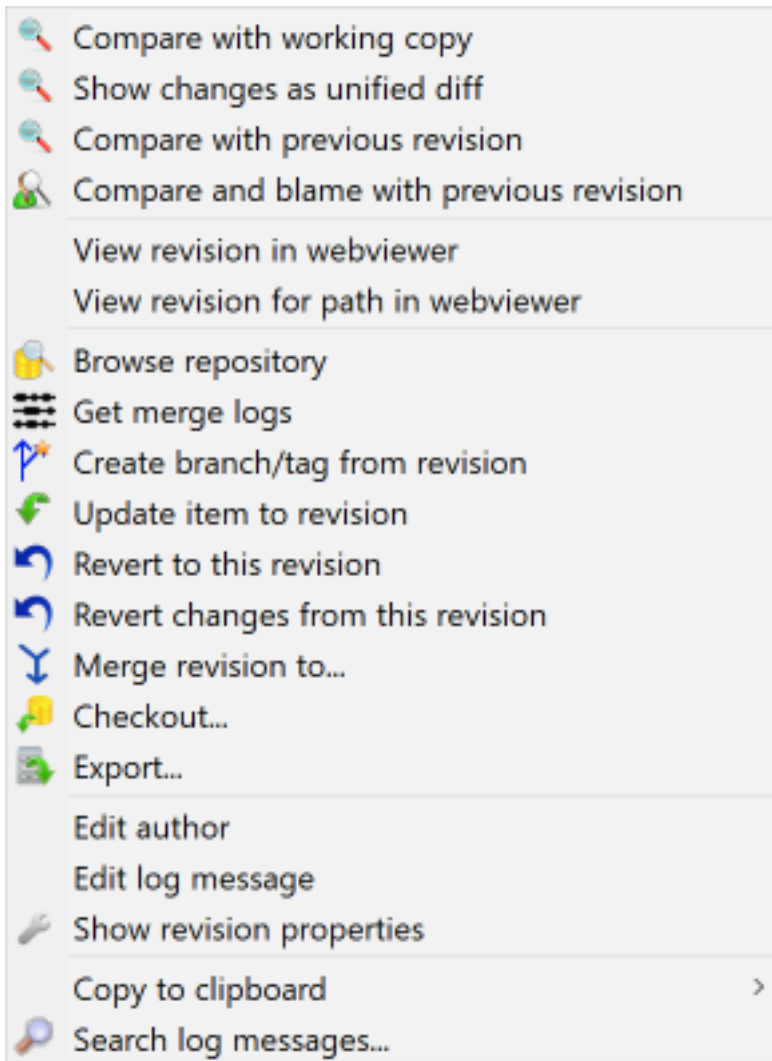 Compare with working copy
Show changes as unified diff
Compare with previous revision
Compare and blame with previous revision
View revision in webviewer
View revision for path in webviewer
Browse repository
Get merge logs
Create branch/tag from revision
Update item to revision
Revert to this revision
Revert changes from this revision
Merge revision to...
Checkout...
Export...
Edit author
Edit log message
Show revision properties
Copy to clipboard
Search log messages...